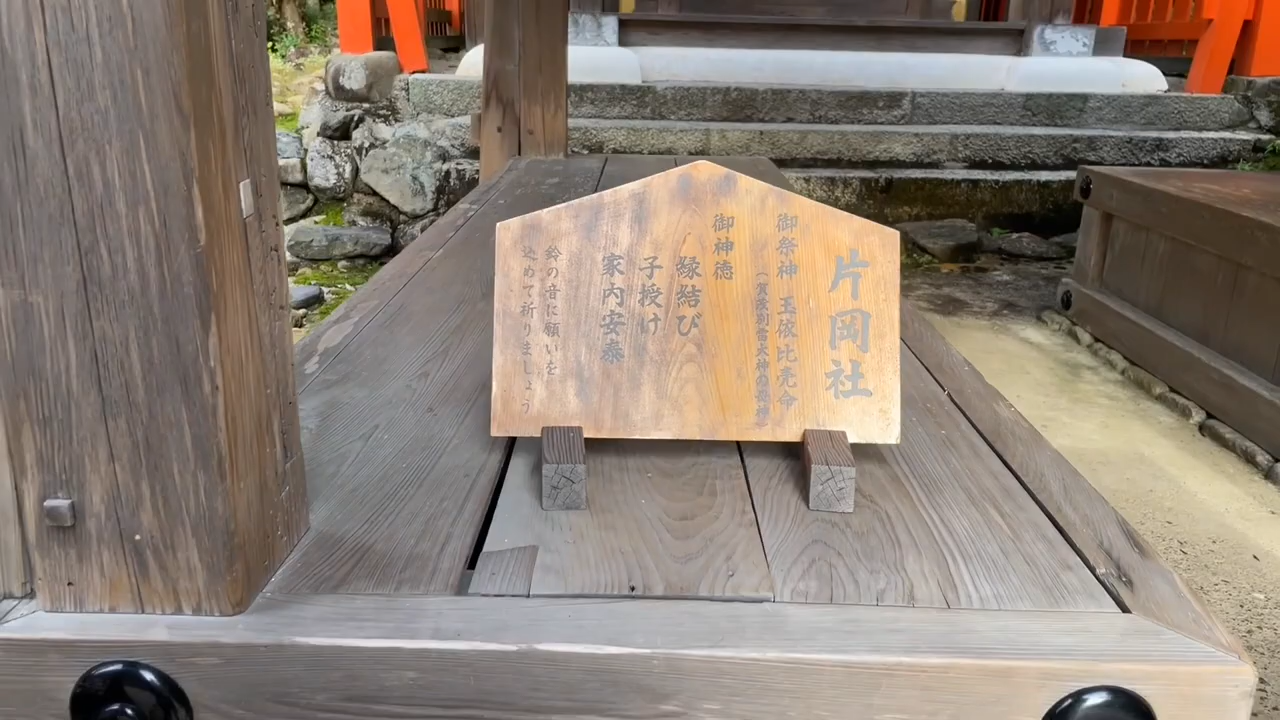 片岡社
御祭神 玉依比売命
(賀茂別雷大神の母神)
御神徳
縁結び
子授け
家内安泰
鈴の音に願いを
込めて祈りましょう